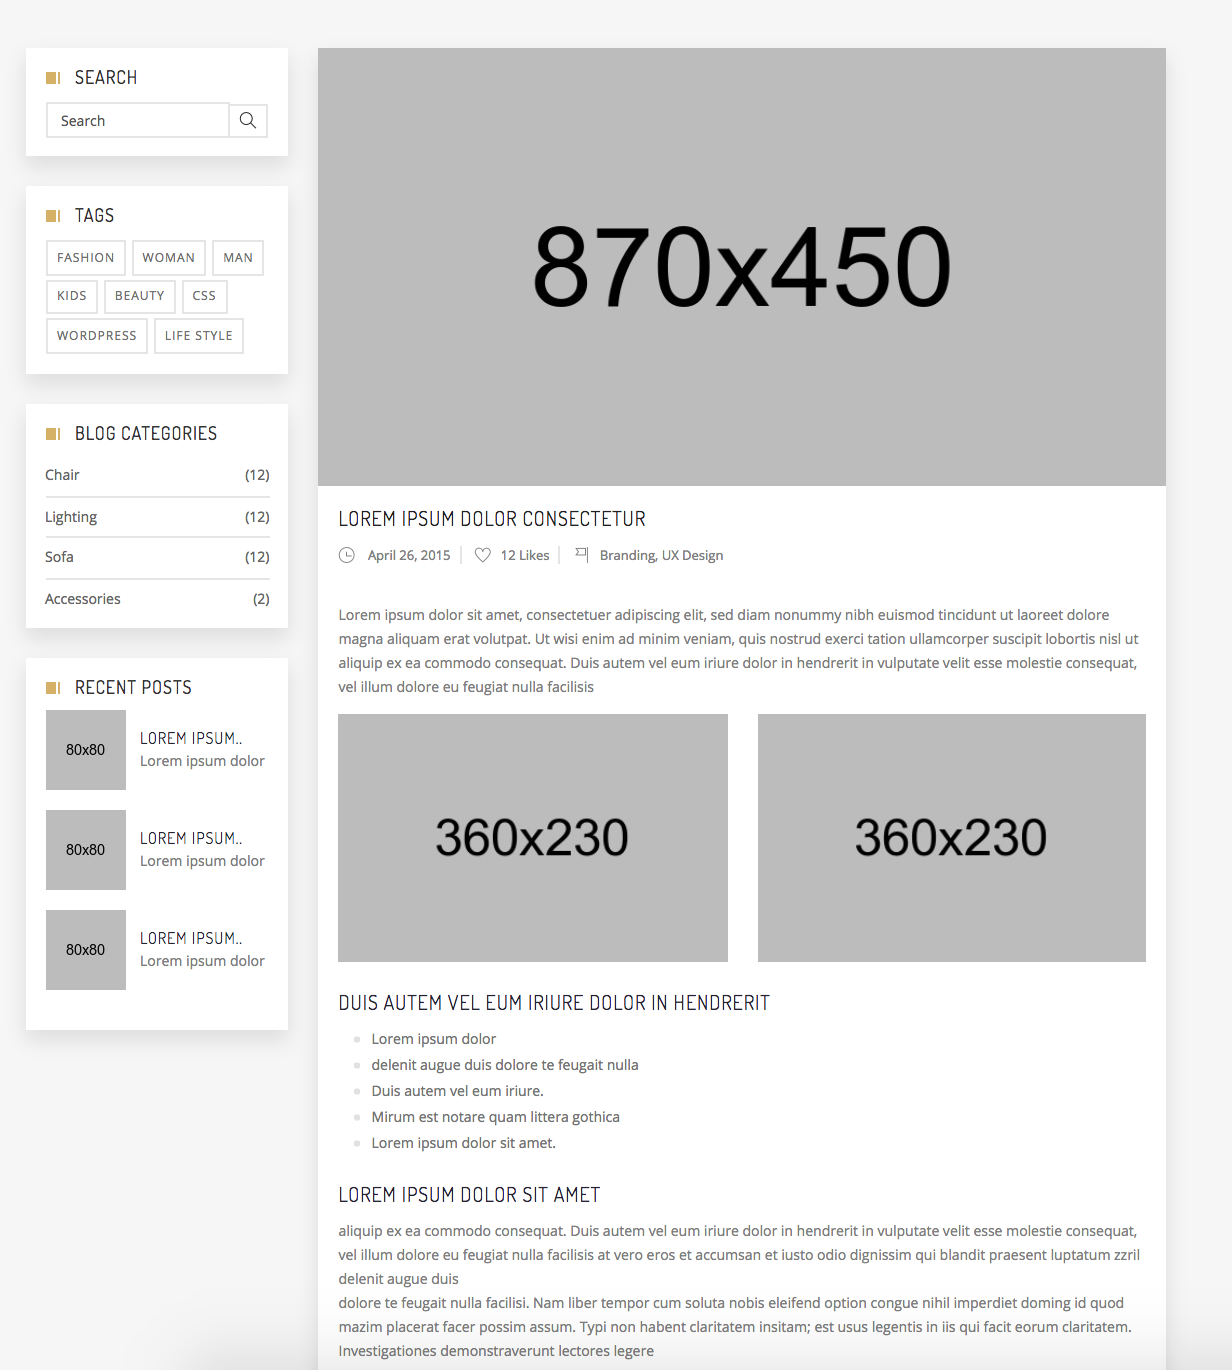 SEARCH
Search
TAGS
FASHION
WOMAN
MAN
KIDS
BEAUTY
CSS
WORDPRESS
LIFE STYLE
BLOG CATEGORIES
Chair (12)
Lighting (12)
Sofa (12)
Accessories (2)
RECENT POSTS
80x80
LOREM IPSUM..
Lorem ipsum dolor
80x80
LOREM IPSUM..
Lorem ipsum dolor
80x80
LOREM IPSUM..
Lorem ipsum dolor
870x450
LOREM IPSUM DOLOR CONSECTETUR
April 26, 2015 12 Likes Branding, UX Design
Lorem ipsum dolor sit amet, consectetuer adipiscing elit, sed diam nonummy nibh euismod tincidunt ut laoreet dolore
magna aliquam erat volutpat. Ut wisi enim ad minim veniam, quis nostrud exerci tation ullamcorper suscipit lobortis nisl ut
aliquip ex ea commodo consequat. Duis autem vel eum iriure dolor in hendrerit in vulputate velit esse molestie consequat,
vel illum dolore eu feugiat nulla facilisis
360x230
360x230
DUIS AUTEM VEL EUM IRIURE DOLOR IN HENDRERIT
Lorem ipsum dolor
delenit augue duis dolore te feugait nulla
Duis autem vel eum iriure.
Mirum est notare quam littera gothica
Lorem ipsum dolor sit amet.
LOREM IPSUM DOLOR SIT AMET
aliquip ex ea commodo consequat. Duis autem vel eum iriure dolor in hendrerit in vulputate velit esse molestie consequat,
vel illum dolore eu feugiat nulla facilisis at vero eros et accumsan et iusto odio dignissim qui blandit praesent luptatum zzril
delenit augue duis
dolore te feugait nulla facilisi. Nam liber tempor cum soluta nobis eleifend option congue nihil imperdiet doming id quod
mazim placerat facer possim assum. Typi non habent claritatem insitam; est usus legentis in iis qui facit eorum claritatem.
Investigationes demonstraverunt lectores legere